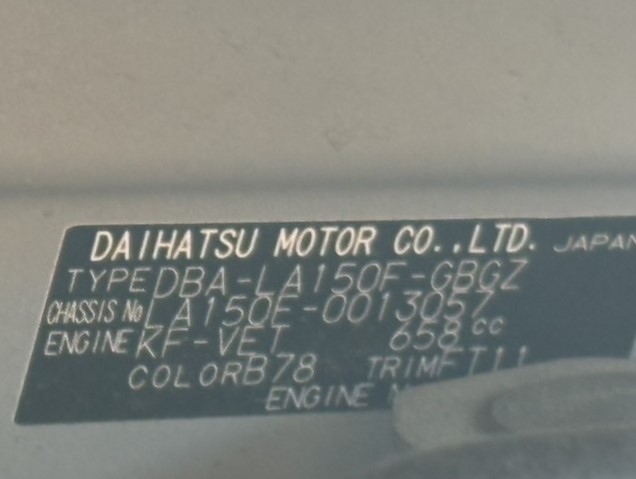 DAIHATSU MOTOR CO.,LTD. JAPAN
TYPE DBA-LA150F-GBGZ
CHASSIS No LA150F-0013057
ENGINE KF-VET 658 cc
COLOR B78 TRIM FT11
ENGINE